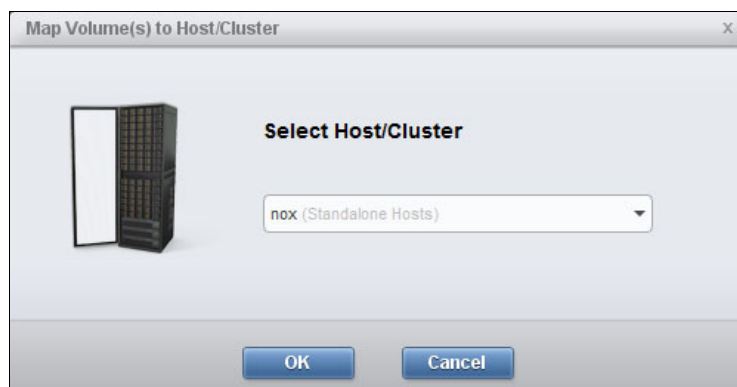 Map Volume(s) to Host/Cluster
x
Select Host/Cluster
nox (Standalone Hosts)
OK
Cancel